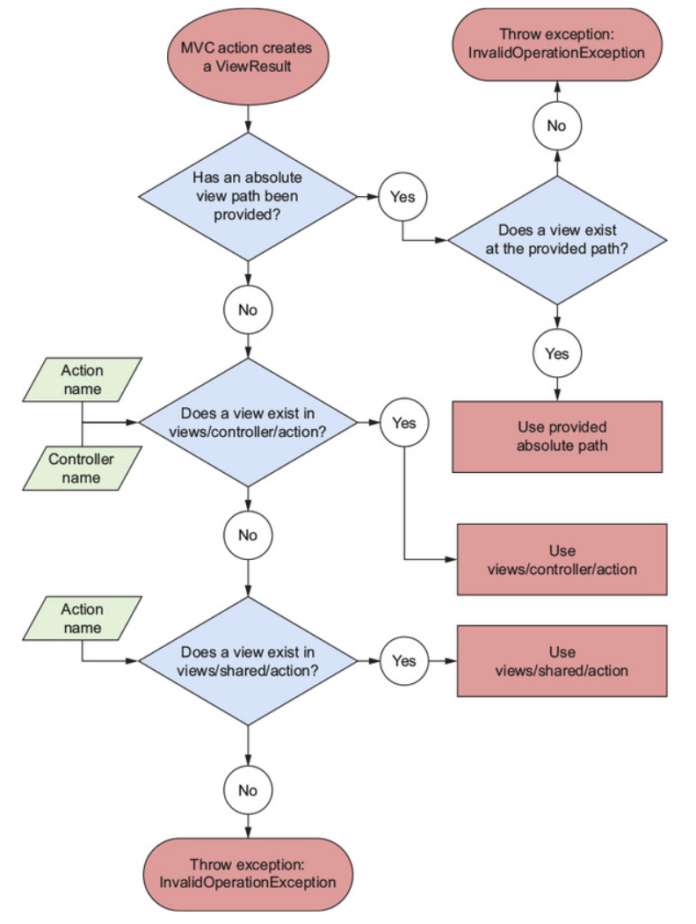 MVC action creates
a ViewResult
Throw exception:
InvalidOperationException
No
Has an absolute
view path been
provided?
Yes
Does a view exist
at the provided path?
No
Yes
Action
name
Does a view exist in
views/controller/action?
Yes
Use provided
absolute path
Controller
name
No
Use
views/controller/action
Action
name
Does a view exist in
views/shared/action?
Yes
Use
views/shared/action
No
Throw exception:
InvalidOperationException